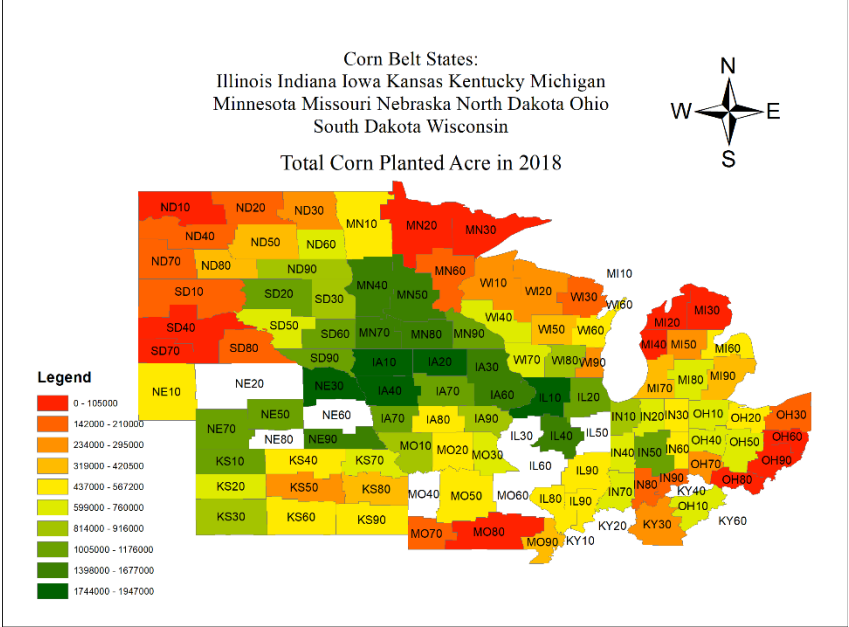 Corn Belt States:
Illinois Indiana Iowa Kansas Kentucky Michigan
Minnesota Missouri Nebraska North Dakota Ohio
South Dakota Wisconsin
Total Corn Planted Acre in 2018
N
W E
S
ND10 ND20 ND30 MN10 MN20 MN30
ND40 ND50 ND60
ND70 ND80 ND90 MN40 MN50 MN60 WI10 WI20 WI30 MI10
SD10 SD20 SD30 WI40 WI50 WI60 WI60 MI20 MI30
SD40 SD50 SD60 MN70 MN80 MN90 MI40 MI50 MI60
SD70 SD80 SD90 IA10 IA20 IA30 WI70 WI80 WI90 MI70 MI80 MI90
NE10 NE20 NE30 IA40 IA70 IA60 IL10 IL20
NE50 NE60 IA70 IA80 IA90 IN10 IN20 IN30 OH10 OH20 OH30
NE70 NE80 NE90 MO10 MO20 MO30 IL30 IL40 IL50 IN40 IN50 IN60 OH40 OH50 OH60
KS10 KS40 KS70 IL60 IL90 OH70 OH90
KS20 KS50 KS80 MO40 MO50 MO60 IL80 IL90 IN70 IN80 IN90 KY40 OH80
KS30 KS60 KS90 OH10
MO70 MO80 MO90 KY10 KY20 KY30 KY60
Legend
0 - 105000
142000 - 210000
234000 - 295000
319000 - 420500
437000 - 567200
599000 - 760000
814000 - 916000
1005000 - 1176000
1398000 - 1677000
1744000 - 1947000